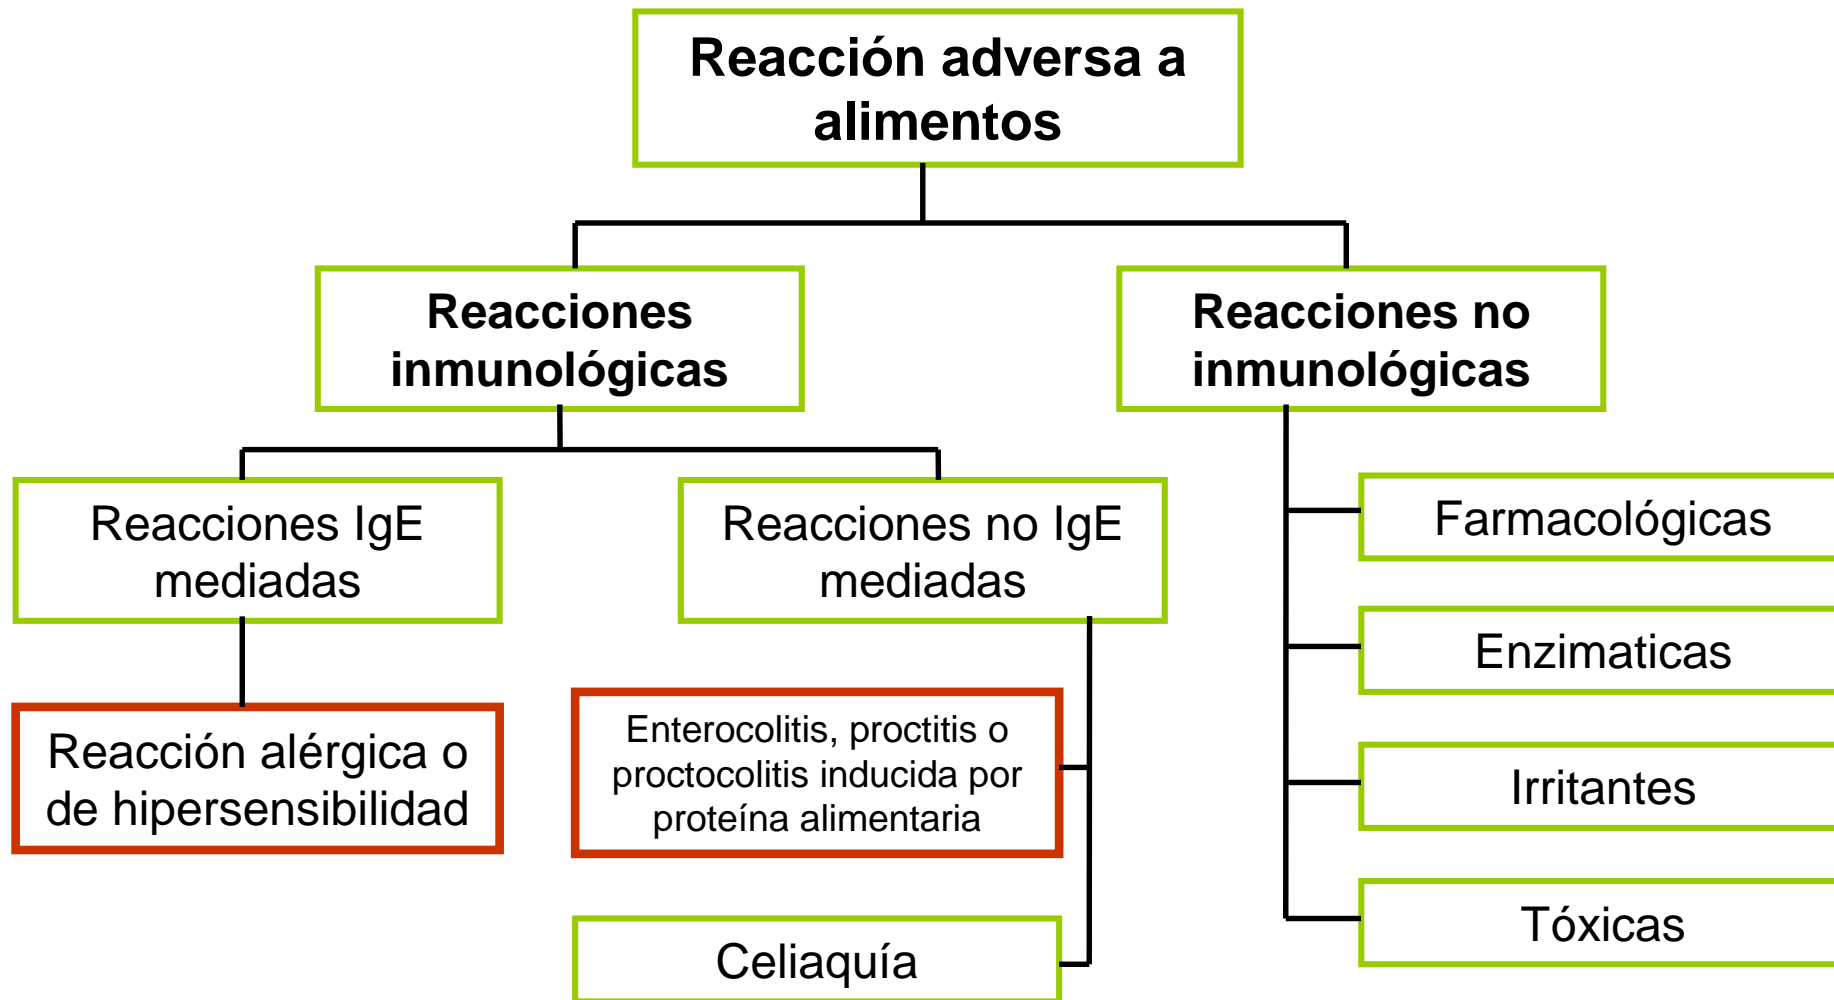 Reacción adversa a
alimentos
Reacciones
inmunológicas
Reacciones no
inmunológicas
Reacciones IgE
mediadas
Reacciones no IgE
mediadas
Farmacológicas
Enzimaticas
Irritantes
Tóxicas
Reacción alérgica o
de hipersensibilidad
Enterocolitis, proctitis o
proctocolitis inducida por
proteína alimentaria
Celiaquía